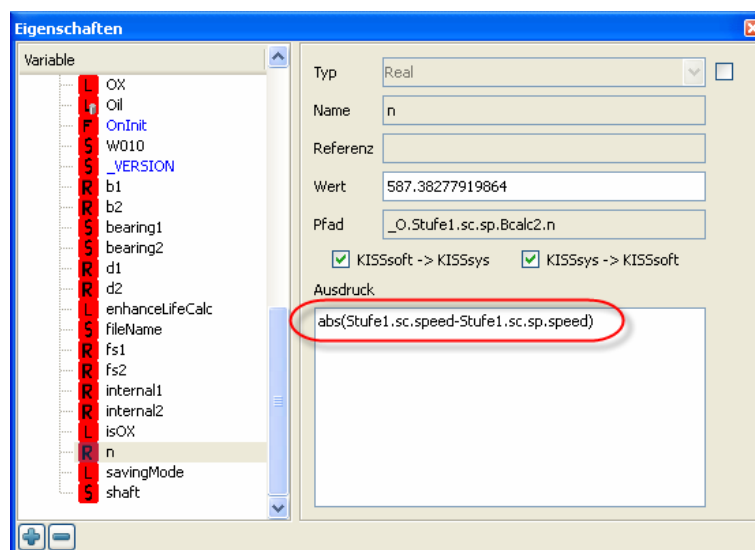 Eigenschaften
Variable
L OX
L Oil
F OnInit
S W010
S _VERSION
R b1
R b2
S bearing1
S bearing2
R d1
R d2
L enhanceLifeCalc
S fileName
R fs1
R fs2
R internal1
R internal2
L isOX
R n
L savingMode
S shaft
Typ Real
Name n
Referenz
Wert 587.38277919864
Pfad _O.Stufe1.sc.sp.Bcalc2.n
KISSsoft -> KISSsys KISSsys -> KISSsoft
Ausdruck
abs(Stufe1.sc.speed-Stufe1.sc.sp.speed)